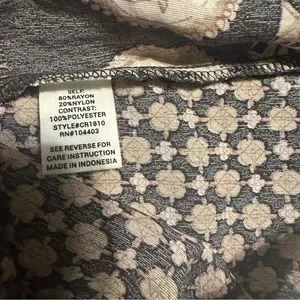 SELF:
80%RAYON
20%NYLON
CONTRAST:
100%POLYESTER
STYLE#CR1810
RN#104403
SEE REVERSE FOR
CARE INSTRUCTION
MADE IN INDONESIA